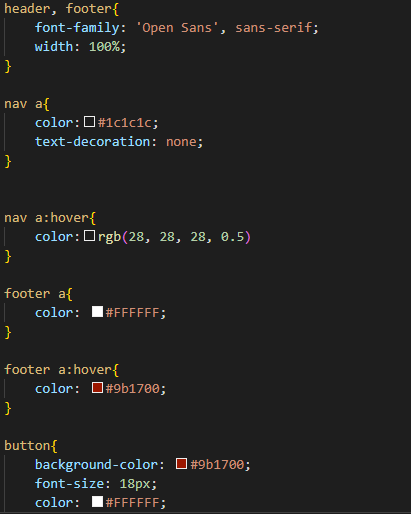 header, footer{
    font-family: 'Open Sans', sans-serif;
    width: 100%;
}

nav a{
    color:#1c1c1c;
    text-decoration: none;
}


nav a:hover{
    color:rgb(28, 28, 28, 0.5)
}

footer a{
    color: #FFFFFF;
}

footer a:hover{
    color: #9b1700;
}

button{
    background-color: #9b1700;
    font-size: 18px;
    color: #FFFFFF;